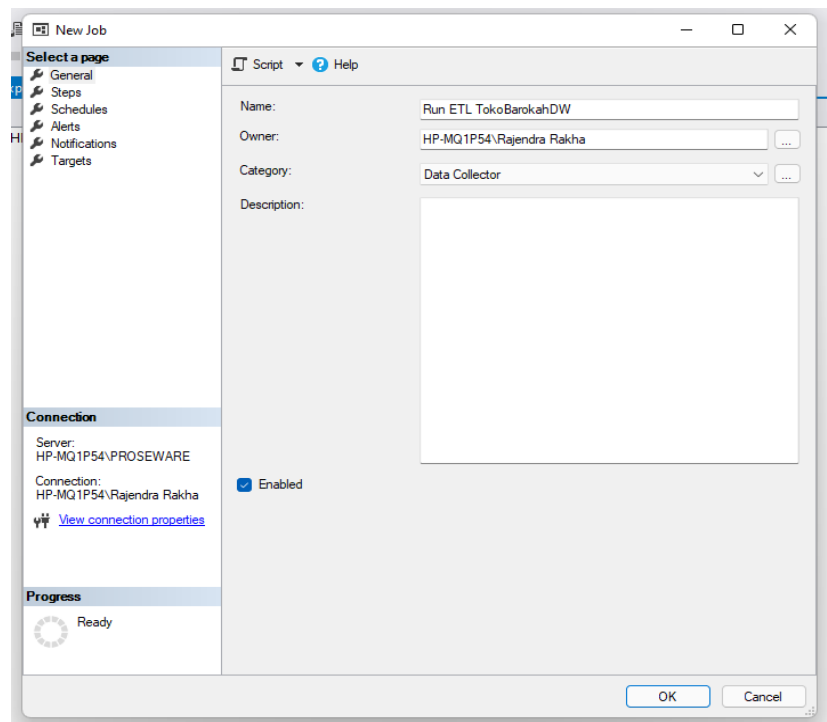 New Job
Select a page
General
Steps
Schedules
Alerts
Notifications
Targets
Script
Help
Name:
Run ETL TokoBarokahDW
Owner:
HP-MQ1P54\Rajendra Rakha
...
Category:
Data Collector
...
Description:
Enabled
Connection
Server:
HP-MQ1P54\PROSEWARE
Connection:
HP-MQ1P54\Rajendra Rakha
View connection properties
Progress
Ready
OK
Cancel